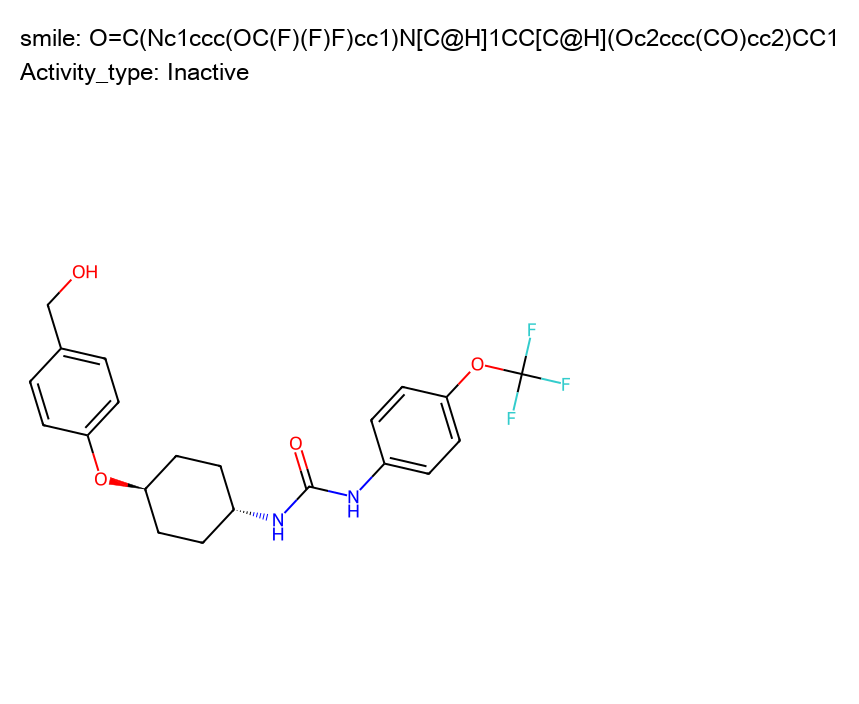 smile: O=C(Nc1ccc(OC(F)(F)F)cc1)N[C@H]1CC[C@H](Oc2ccc(CO)cc2)CC1
Activity_type: Inactive
OH
F
O
F
F
O
O
N
H
N
H